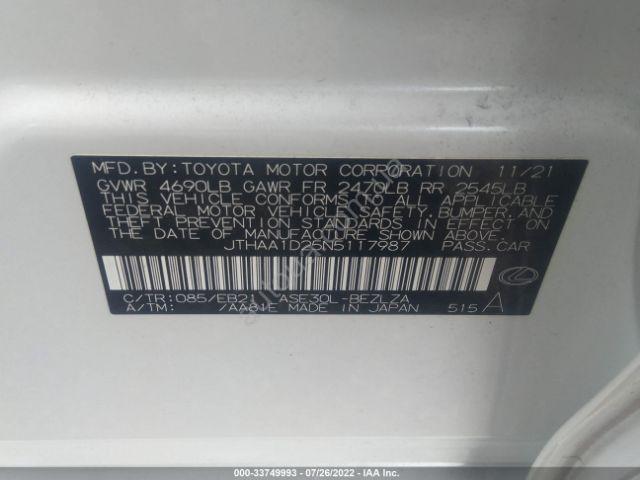 MFD. BY: TOYOTA MOTOR CORPORATION 11/21
GVWR 4690LB GAWR FR 2470LB RR 2545LB
THIS VEHICLE CONFORMS TO ALL APPLICABLE
FEDERAL MOTOR VEHICLE SAFETY, BUMPER, AND
THEFT PREVENTION STANDARDS IN EFFECT ON
THE DATE OF MANUFACTURE SHOWN ABOVE.
JTHAA1D25N5117987 PASS.CAR
C/TR: 085/EB21 ASE30L-BEZLZA
A/TM: /AA81E MADE IN JAPAN 515 A
000-33749993 - 07/26/2022 - IAA Inc.